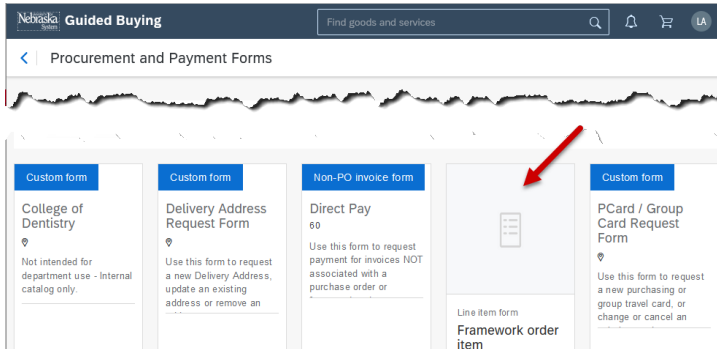 Nebraska
System
Guided Buying
Find goods and services
LA
Procurement and Payment Forms
Custom form
College of
Dentistry
Not intended for
department use - Internal
catalog only.
Custom form
Delivery Address
Request Form
Use this form to request
a new Delivery Address,
update an existing
address or remove an
Non-PO invoice form
Direct Pay
60
Use this form to request
payment for invoices NOT
associated with a
purchase order or
Line item form
Framework order
item
Custom form
PCard / Group
Card Request
Form
Use this form to request
a new purchasing or
group travel card, or
change or cancel an